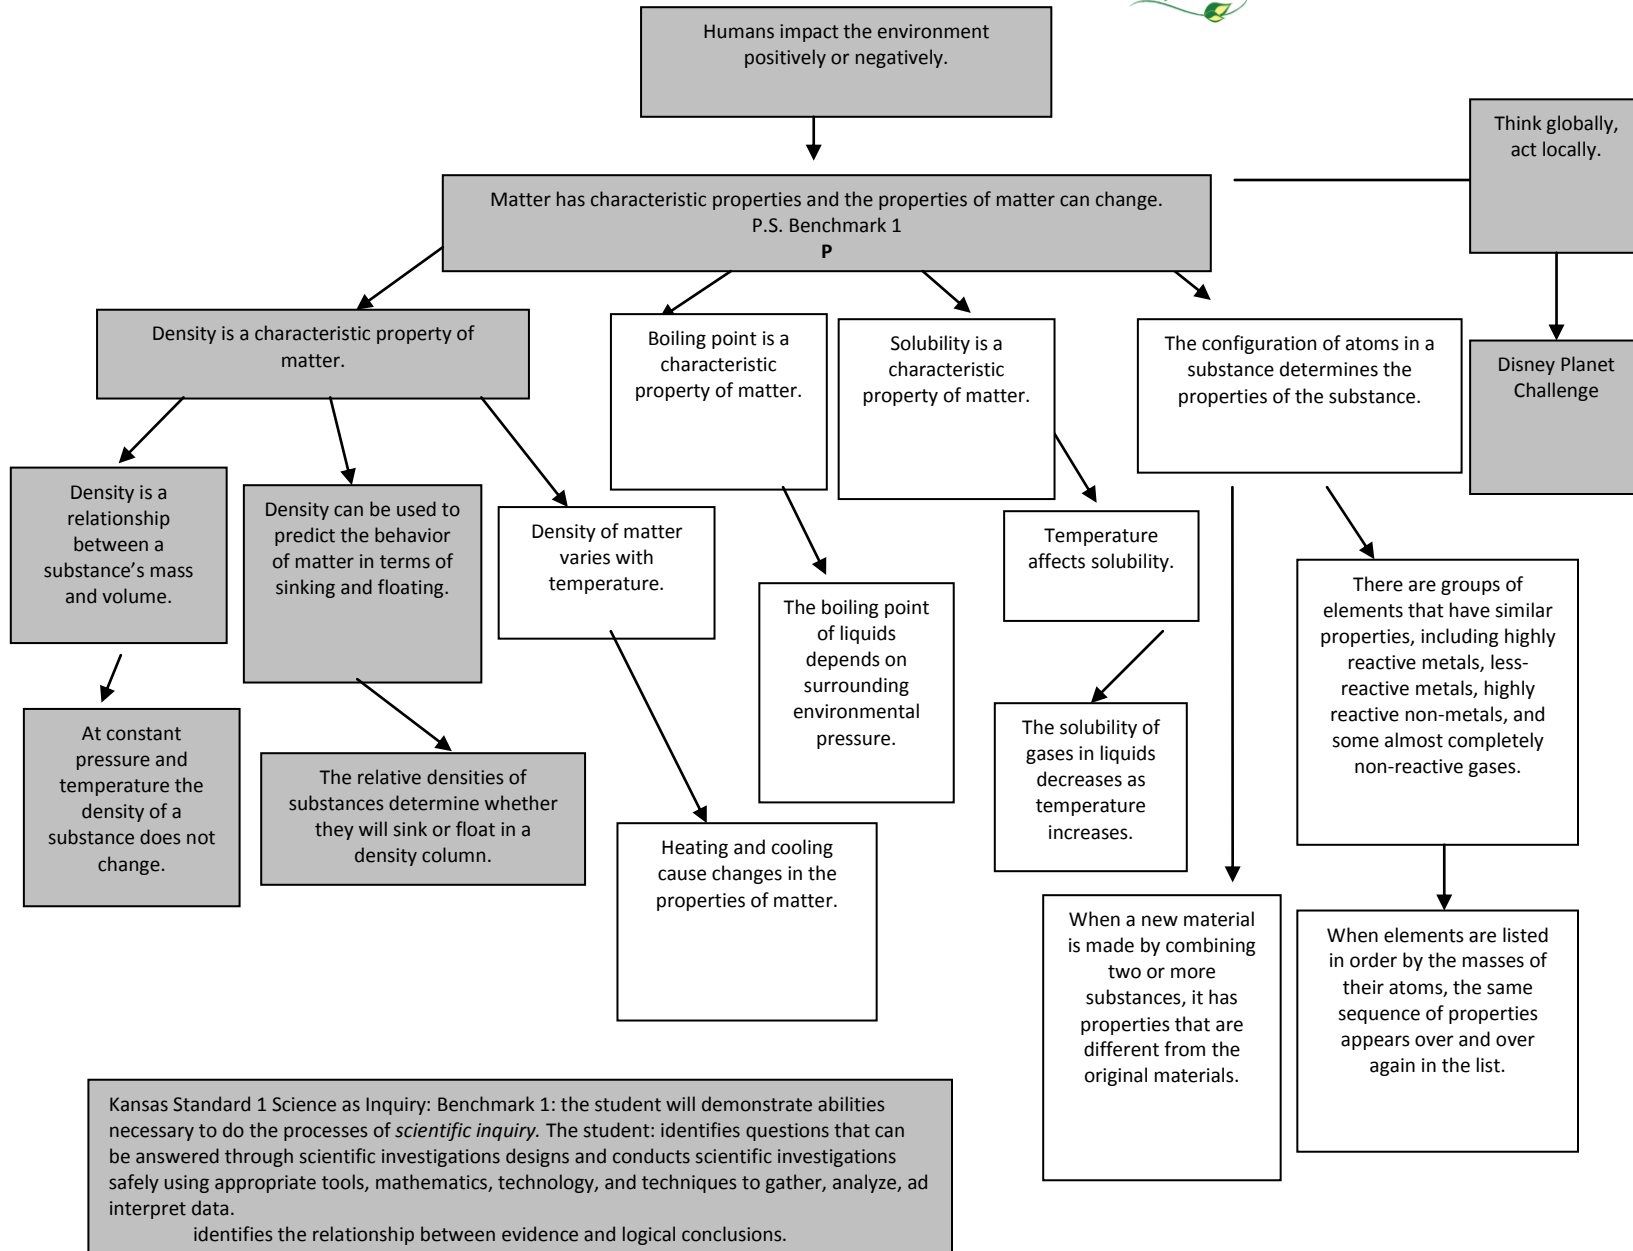 Humans impact the environment
positively or negatively.
Think globally,
act locally.
Matter has characteristic properties and the properties of matter can change.
P.S. Benchmark 1
P
Density is a characteristic property of
matter.
Boiling point is a
characteristic
property of matter.
Solubility is a
characteristic
property of matter.
The configuration of atoms in a
substance determines the
properties of the substance.
Disney Planet
Challenge
Density is a
relationship
between a
substance’s mass
and volume.
Density can be used to
predict the behavior
of matter in terms of
sinking and floating.
Density of matter
varies with
temperature.
Temperature
affects solubility.
The boiling point
of liquids
depends on
surrounding
environmental
pressure.
There are groups of
elements that have similar
properties, including highly
reactive metals, less-
reactive metals, highly
reactive non-metals, and
some almost completely
non-reactive gases.
At constant
pressure and
temperature the
density of a
substance does not
change.
The relative densities of
substances determine whether
they will sink or float in a
density column.
The solubility of
gases in liquids
decreases as
temperature
increases.
Heating and cooling
cause changes in the
properties of matter.
When a new material
is made by combining
two or more
substances, it has
properties that are
different from the
original materials.
When elements are listed
in order by the masses of
their atoms, the same
sequence of properties
appears over and over
again in the list.
Kansas Standard 1 Science as Inquiry: Benchmark 1: the student will demonstrate abilities
necessary to do the processes of scientific inquiry. The student: identifies questions that can
be answered through scientific investigations designs and conducts scientific investigations
safely using appropriate tools, mathematics, technology, and techniques to gather, analyze, ad
interpret data.
identifies the relationship between evidence and logical conclusions.